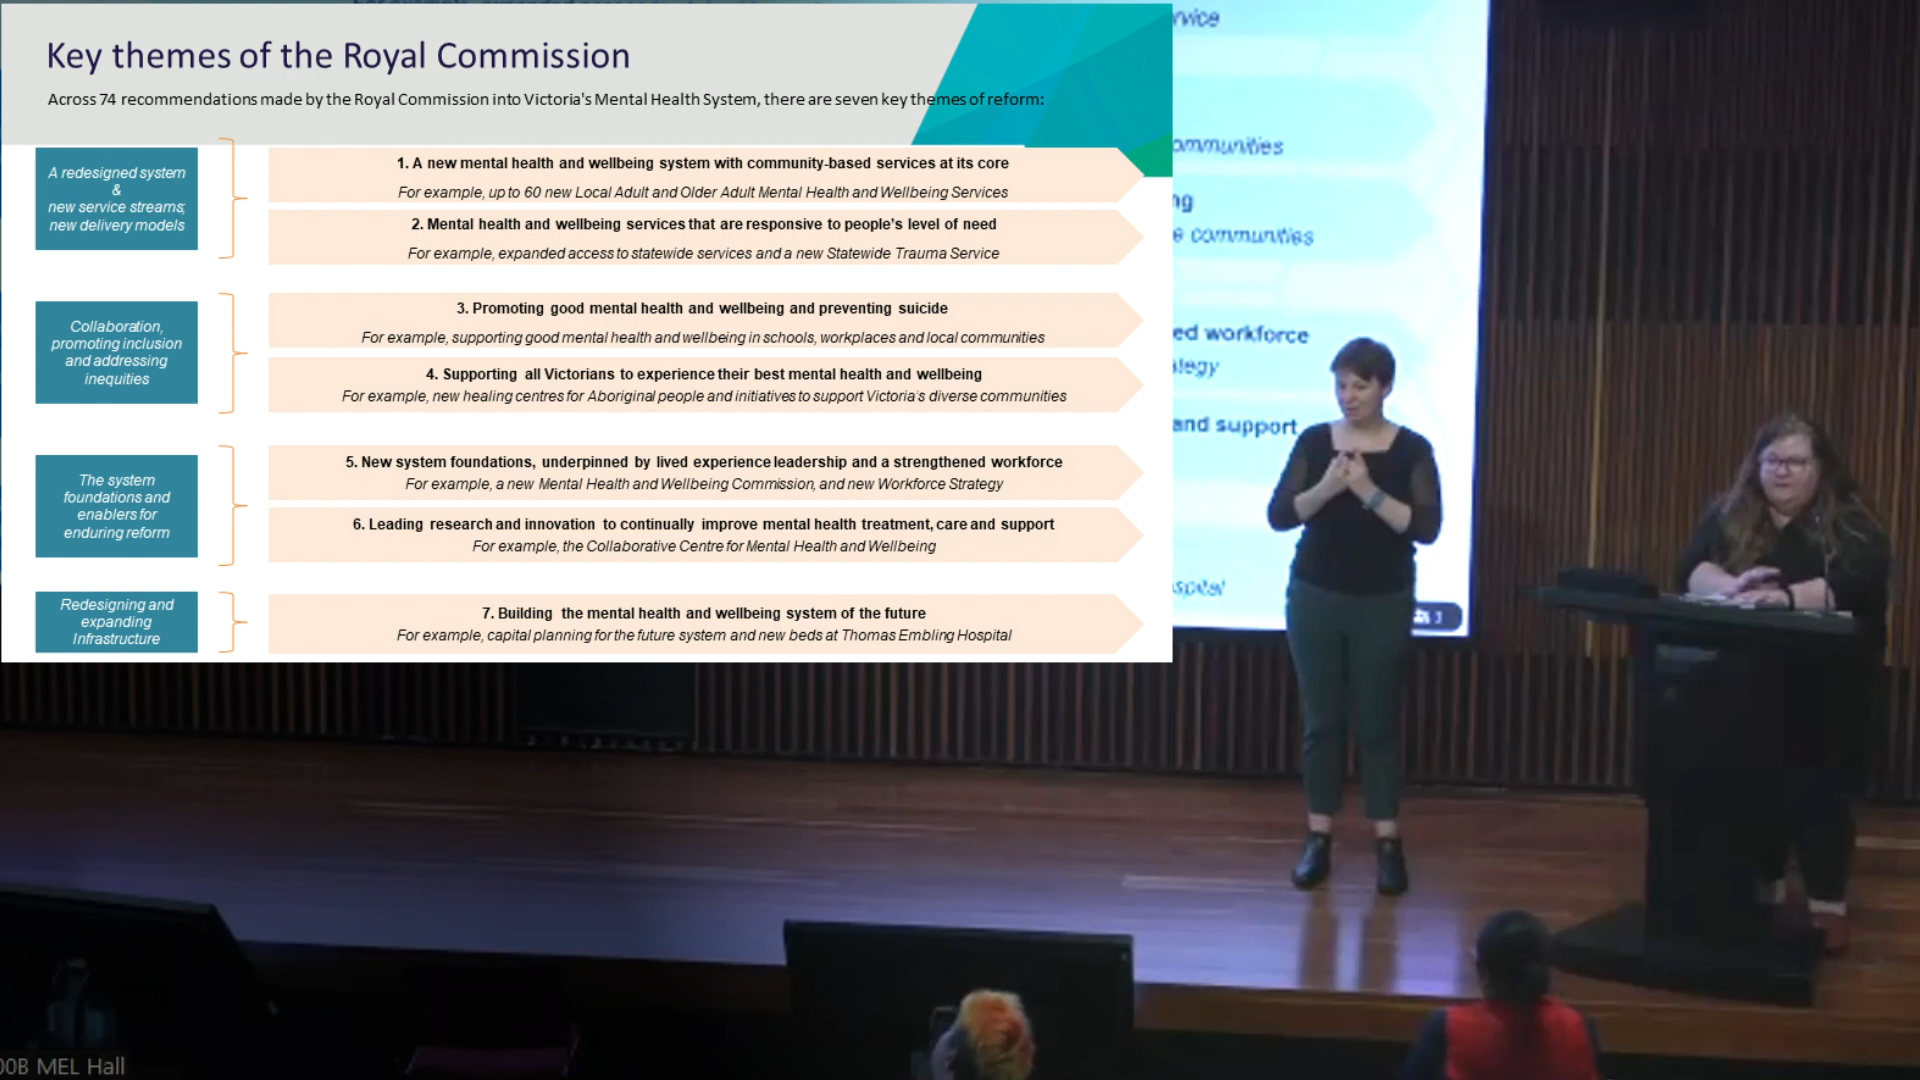 Key themes of the Royal Commission
Across 74 recommendations made by the Royal Commission into Victoria's Mental Health System, there are seven key themes of reform:
A redesigned system
&
new service streams;
new delivery models
1. A new mental health and wellbeing system with community-based services at its core
For example, up to 60 new Local Adult and Older Adult Mental Health and Wellbeing Services
2. Mental health and wellbeing services that are responsive to people's level of need
For example, expanded access to statewide services and a new Statewide Trauma Service
Collaboration,
promoting inclusion
and addressing
inequities
3. Promoting good mental health and wellbeing and preventing suicide
For example, supporting good mental health and wellbeing in schools, workplaces and local communities
4. Supporting all Victorians to experience their best mental health and wellbeing
For example, new healing centres for Aboriginal people and initiatives to support Victoria's diverse communities
The system
foundations and
enablers for
enduring reform
5. New system foundations, underpinned by lived experience leadership and a strengthened workforce
For example, a new Mental Health and Wellbeing Commission, and new Workforce Strategy
6. Leading research and innovation to continually improve mental health treatment, care and support
For example, the Collaborative Centre for Mental Health and Wellbeing
Redesigning and
expanding
Infrastructure
7. Building the mental health and wellbeing system of the future
For example, capital planning for the future system and new beds at Thomas Embling Hospital
rvice
ommunities
ng
e communities
ed workforce
tegy
and support
spital
3
00B MEL Hall